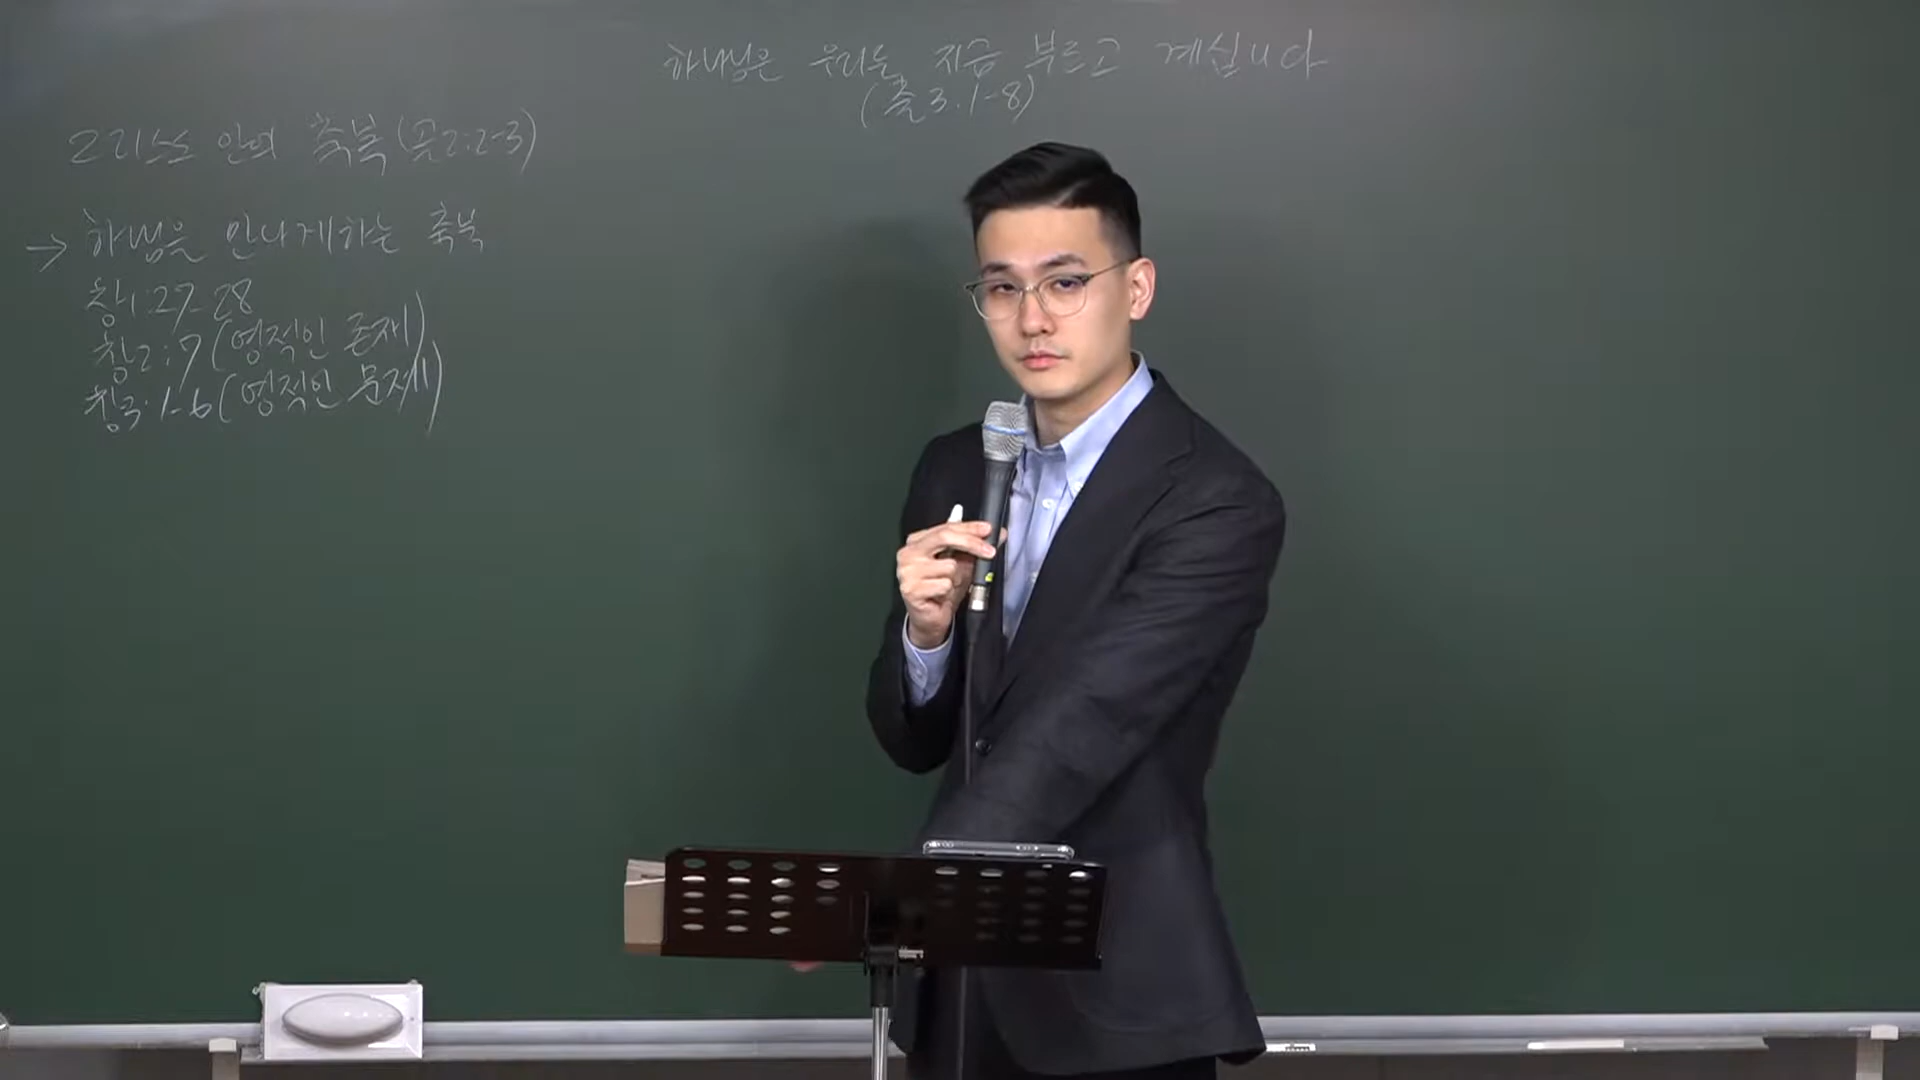 하나님은 우리를 지금 부르고 계십니다
(출3:1-8)
그리스도 안의 축복(골2:2-3)
→ 하나님을 만나게하는 축복
창1:27-28
창2:7(영적인 존재)
창3:1-6(영적인 문제)